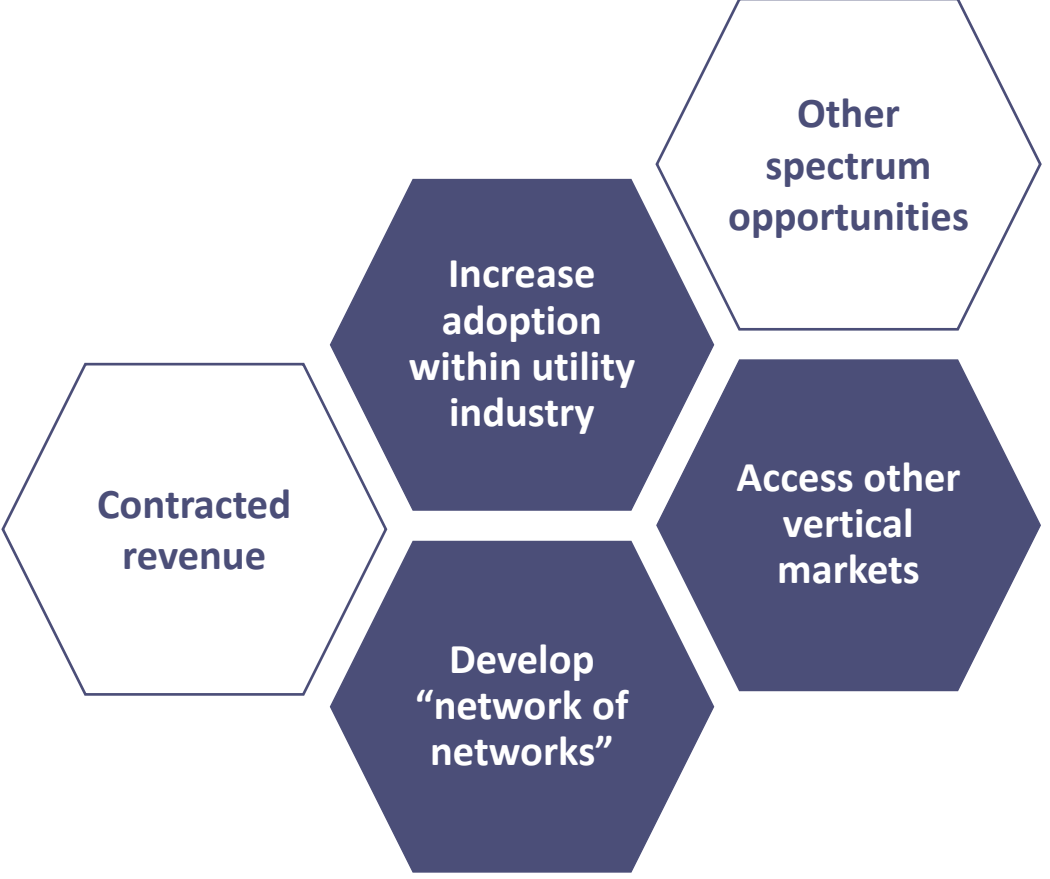 Other
spectrum
opportunities
Increase
adoption
within utility
industry
Contracted
revenue
Access other
vertical
markets
Develop
“network of
networks”